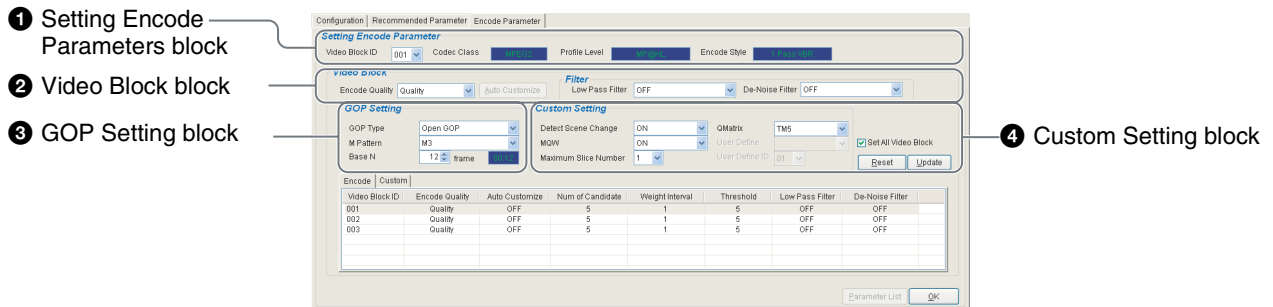 ❶ Setting Encode Parameters block
❷ Video Block block
❸ GOP Setting block
❹ Custom Setting block
Configuration Recommended Parameter Encode Parameter
Setting Encode Parameter
Video Block ID 001 Codec Class MPEG2 Profile Level MP@HL Encode Style 1 Pass VBR
Video Block
Encode Quality Quality Auto Customize
Filter
Low Pass Filter OFF De-Noise Filter OFF
GOP Setting
GOP Type Open GOP
M Pattern M3
Base N 12 frame 00:12
Custom Setting
Detect Scene Change ON QMatrix TM5
MQW ON User Define
Maximum Slice Number 1 User Define ID 01
Set All Video Block
Reset Update
Encode Custom
Video Block ID Encode Quality Auto Customize Num of Candidate Weight Interval Threshold Low Pass Filter De-Noise Filter
001 Quality OFF 5 1 5 OFF OFF
002 Quality OFF 5 1 5 OFF OFF
003 Quality OFF 5 1 5 OFF OFF
Parameter List OK